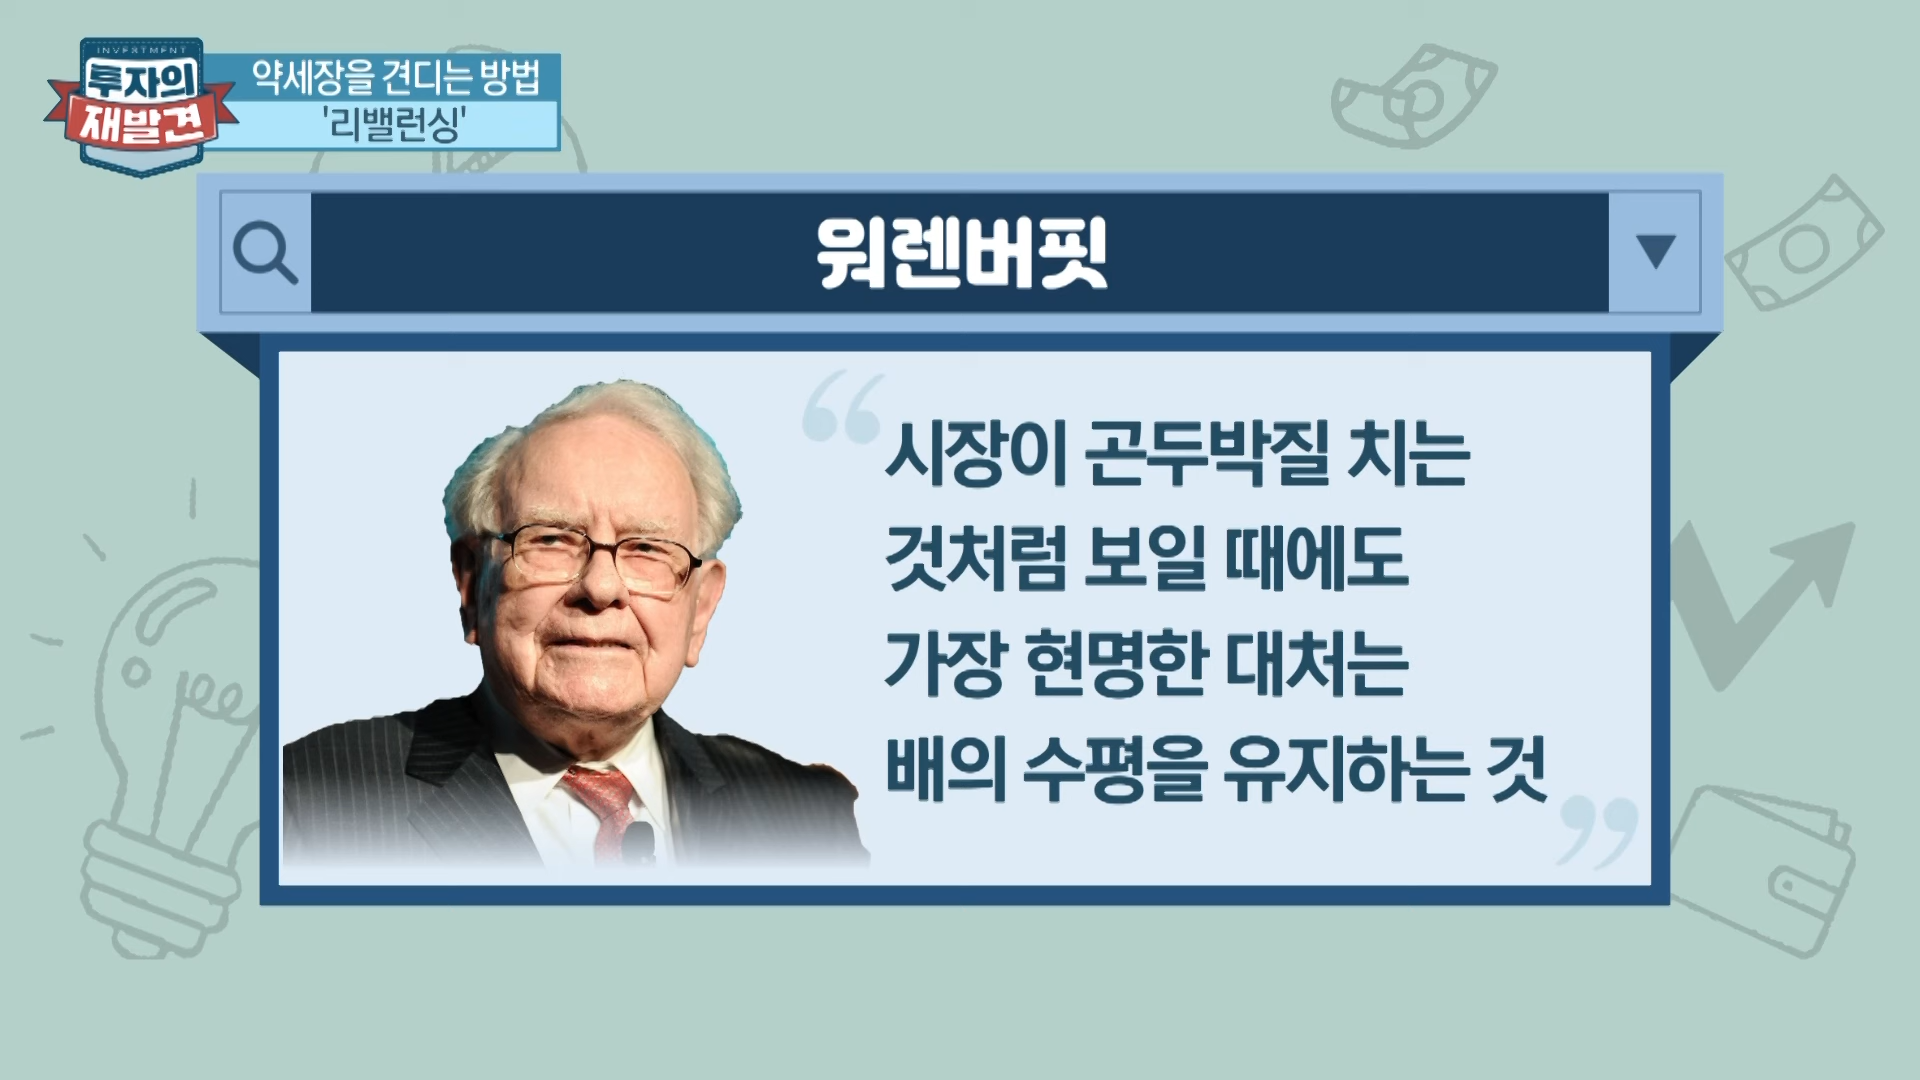 INVESTMENT
투자의
재발견
약세장을 견디는 방법
'리밸런싱'
워렌버핏
“시장이 곤두박질 치는
것처럼 보일 때에도
가장 현명한 대처는
배의 수평을 유지하는 것”